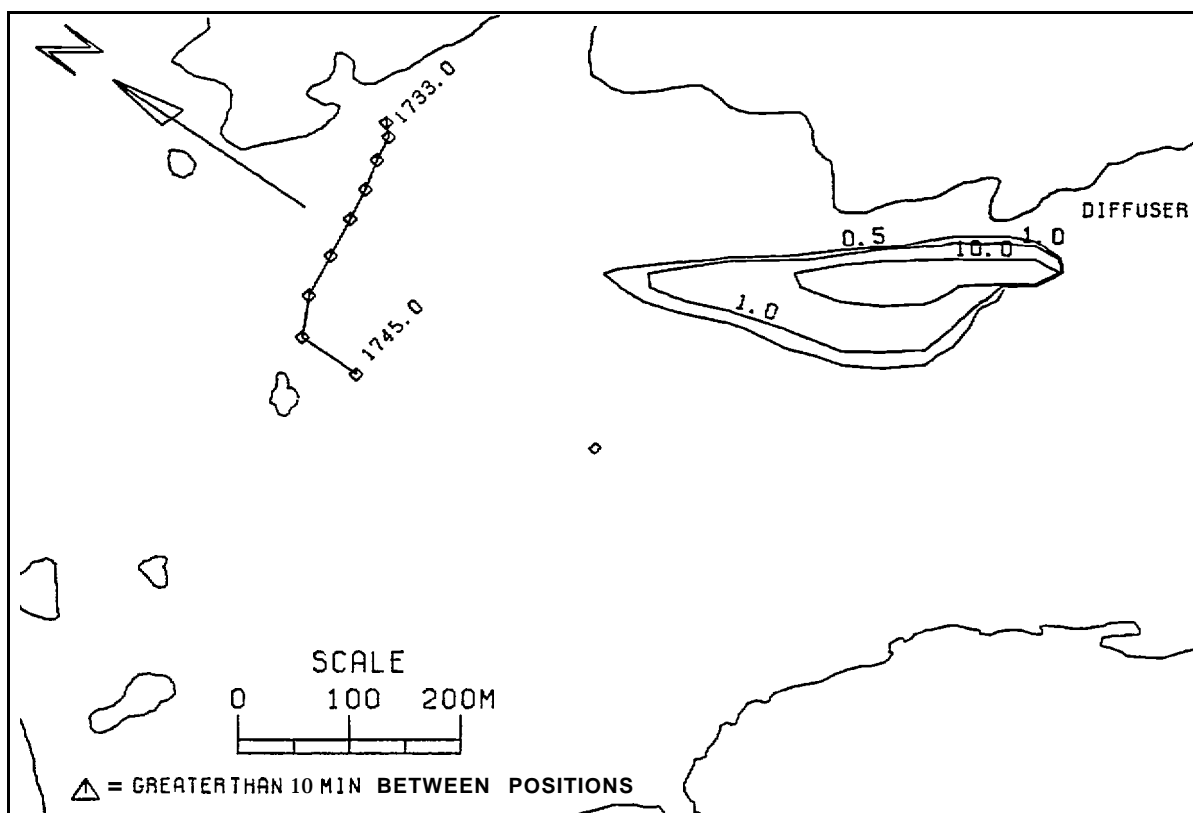 N
1733.0
DIFFUSER
0.5
1.0
10.0
1.0
1745.0
SCALE
0 100 200M
= GREATERTHAN 10 MIN BETWEEN POSITIONS